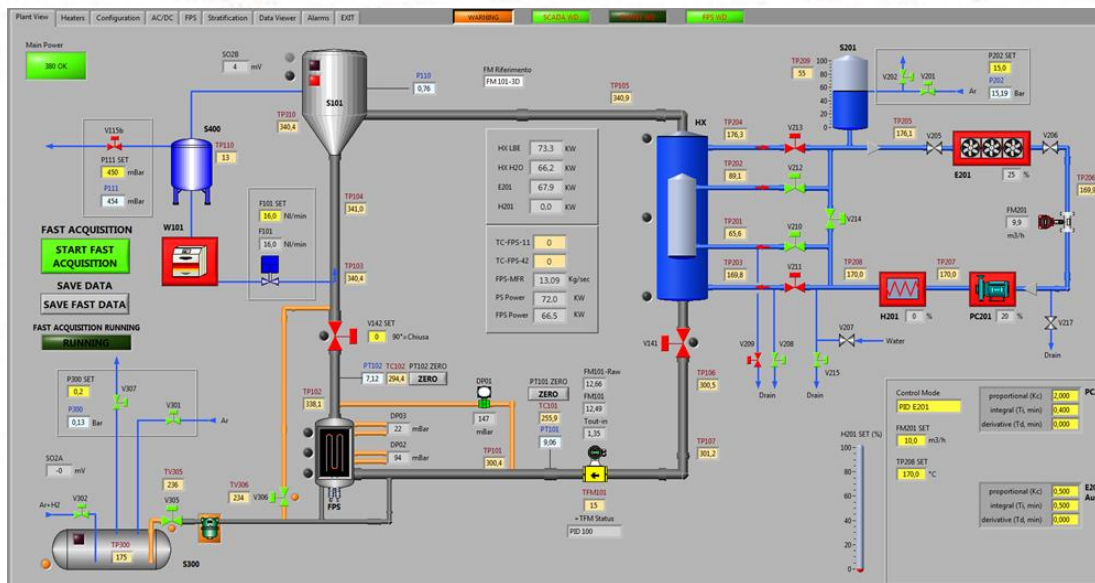 Plant View Heaters Configuration AC/DC FPS Stratification Data Viewer Alarms EXIT
WARNING SCADA WD FPS WD
Main Power
380 OK
SO2B
4 mV
P110
0,76
FM Riferimento
FM 101-3D
S101
TP310
340,4
TP105
340,9
TP104
341,0
TP103
340,4
V115b
P111 SET
450 mBar
P111
454 mBar
S400
TP110
13
W101
F101 SET
16,0 Nl/min
F101
16,0 Nl/min
FAST ACQUISITION
START FAST
ACQUISITION
SAVE DATA
SAVE FAST DATA
FAST ACQUISITION RUNNING
RUNNING
P300 SET
0,2
P300
0,13 Bar
V307
V301
Ar
SO2A
-0 mV
Ar+H2
V302
TV305
236
V305
TP300
175
S300
TV306
234
V306
FPS
V142 SET
0 90°=Chiusa
PT102 TC102 PT102 ZERO
7,12 294,4 ZERO
TP102
338,1
DP03
22
mBar
DP02
94
mBar
DP01
147
mBar
TP101
300,4
PT101 ZERO
ZERO
TC101
255,9
PT101
9,06
FM101-Raw
12,66
FM101
12,49
Tout-in
1,35
TFM101
15
= TFM Status
PID 100
HX LBE 73.3 KW
HX H2O 66.2 KW
E201 67.9 KW
H201 0.0 KW
TC-FPS-11 0
TC-FPS-42 0
FPS-MFR 13,09 Kg/sec
PS Power 72.0 KW
FPS Power 66.5 KW
HX
V141
TP106
300,5
TP107
301,2
TP204
176,3
V213
TP202
89,1
V212
TP201
65,6
V210
TP203
169,8
V211
V214
V209
V208
Drain
V215
Drain
V207
Water
TP209
55
S201
100
80
60
40
20
0
V202
V201
Ar
P202 SET
15,0
P202
15,19 Bar
TP205
176,1
V205
E201
25 %
V206
TP206
169,9
FM201
9,9
m3/h
TP208
170,0
H201
0 %
TP207
170,0
PC201
20 %
V217
Drain
H201 SET (%)
100
80
60
40
20
0
Control Mode
PID E201
FM201 SET
10,0 m3/h
TP208 SET
170,0 °C
proportional (Kc) 2,000
integral (Ti, min) 0,400
derivative (Td, min) 0,000
PC
proportional (Kc) 0,500
integral (Ti, min) 0,500
derivative (Td, min) 0,000
E20
Au